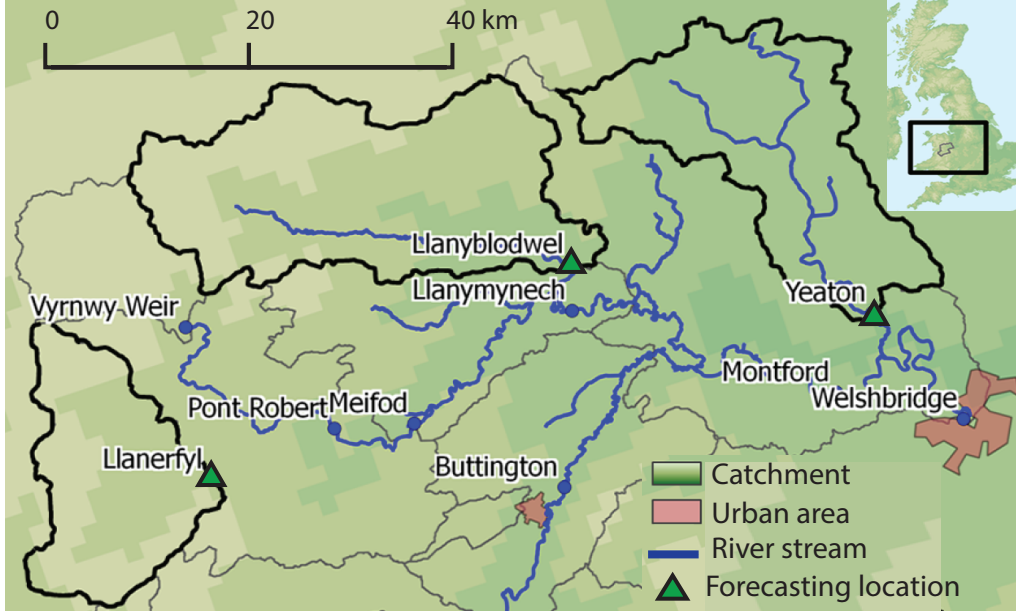 0 20 40 km
Llanyblodwel
Llanymynech
Yeaton
Vyrnwy Weir
Montford
Welshbridge
Pont Robert
Meifod
Llanerfyl
Buttington
Catchment
Urban area
River stream
Forecasting location